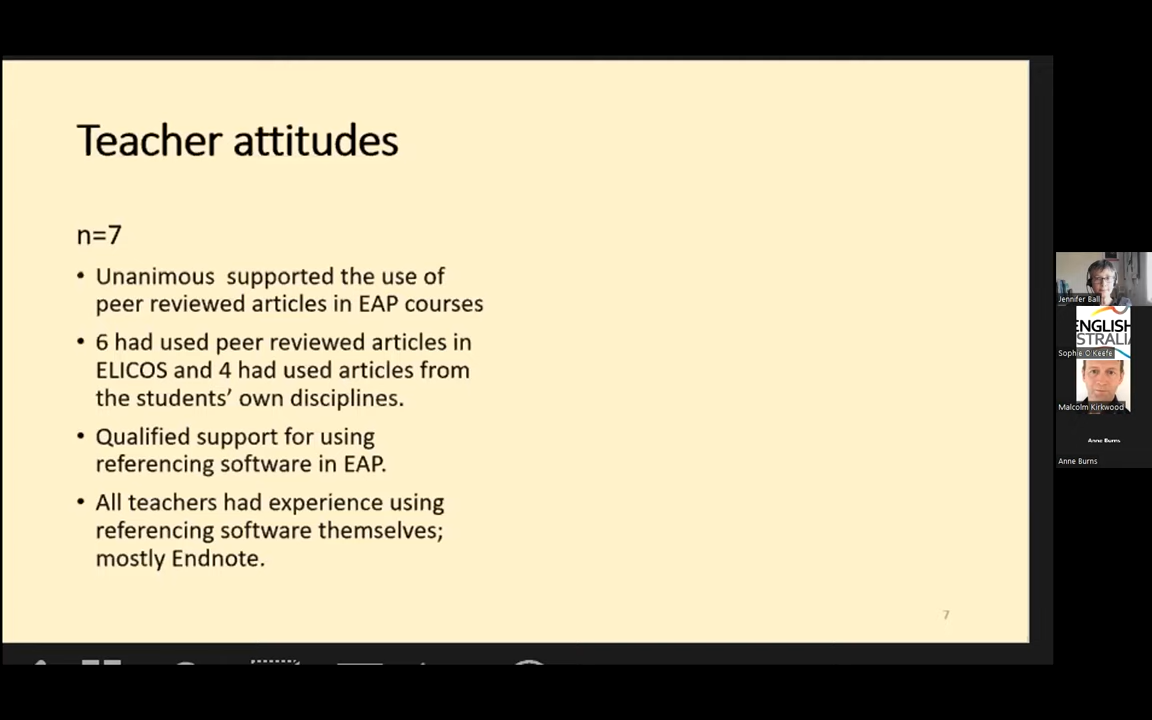 Teacher attitudes
n=7
• Unanimous  supported the use of
peer reviewed articles in EAP courses
• 6 had used peer reviewed articles in
ELICOS and 4 had used articles from
the students’ own disciplines.
• Qualified support for using
referencing software in EAP.
• All teachers had experience using
referencing software themselves;
mostly Endnote.
7
Jennifer Ball
ENGLISH
STRALIA
Sophie O Keefe
Malcolm Kirkwood
Anne Burns
Anne Burns